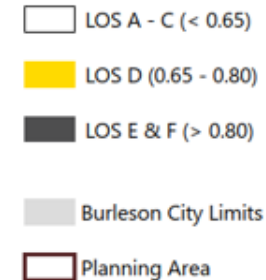 LOS A - C (< 0.65)
LOS D (0.65 - 0.80)
LOS E & F (> 0.80)
Burleson City Limits
Planning Area